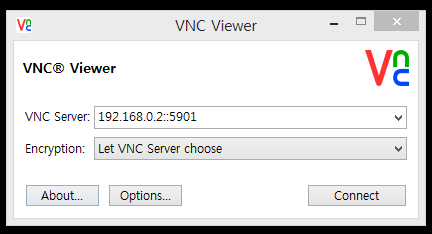 VNC Viewer
VNC® Viewer
VNC Server: 192.168.0.2::5901
Encryption: Let VNC Server choose
About... Options... Connect